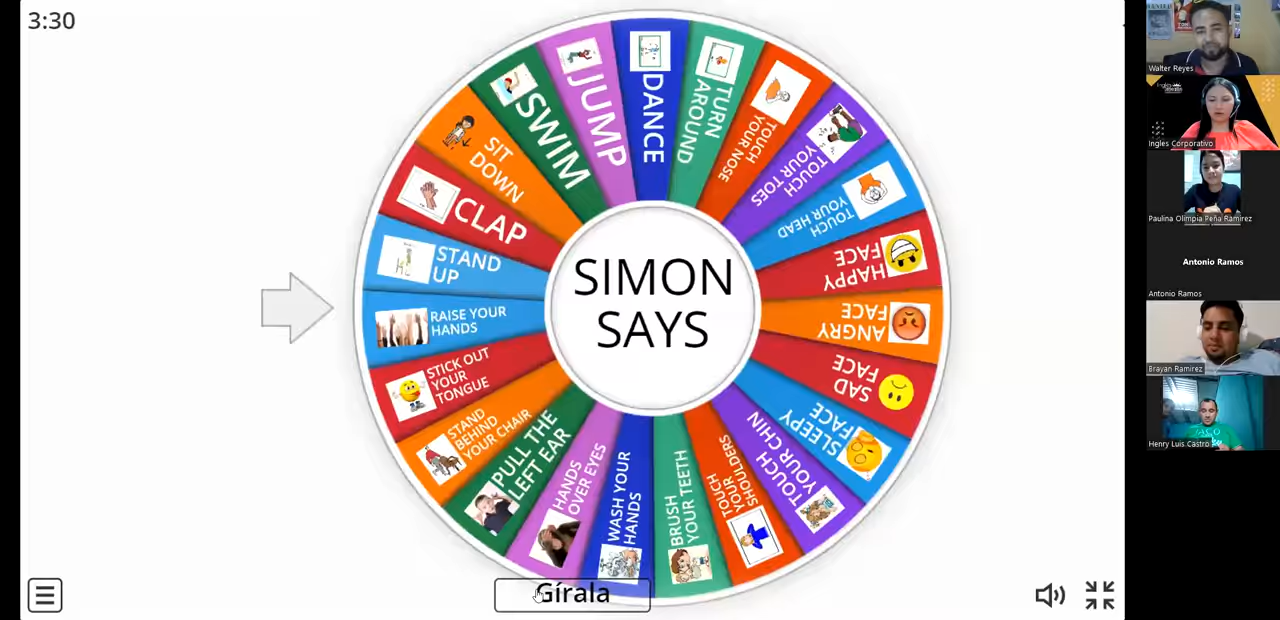 3:30
SIMON
SAYS
DANCE
TURN
AROUND
TOUCH
YOUR NOSE
TOUCH
YOUR TOES
TOUCH
YOUR HEAD
HAPPY
FACE
ANGRY
FACE
SAD
FACE
SLEEPY
FACE
TOUCH
YOUR CHIN
TOUCH
YOUR
SHOULDERS
BRUSH
YOUR TEETH
WASH YOUR
HANDS
HANDS
OVER EYES
PULL THE
LEFT EAR
STAND
BEHIND
YOUR CHAIR
STICK OUT
YOUR
TONGUE
RAISE YOUR
HANDS
STAND
UP
CLAP
SIT
DOWN
SWIM
JUMP
Gírala
Walter Reyes
Ingles Corporativo
Paulina Olimpia Peña Ramirez
Antonio Ramos
Antonio Ramos
Brayan Ramirez
Henry Luis Castro